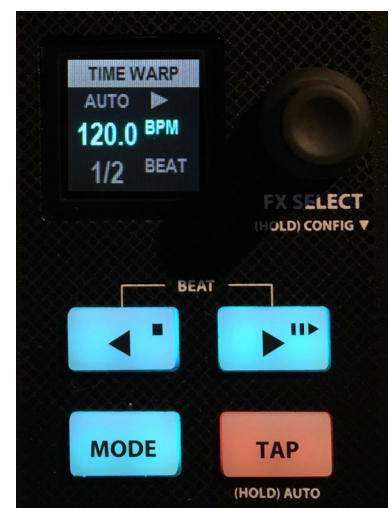 TIME WARP
AUTO
120.0 BPM
1/2 BEAT
FX SELECT
(HOLD) CONFIG ▼
BEAT
MODE
TAP
(HOLD) AUTO